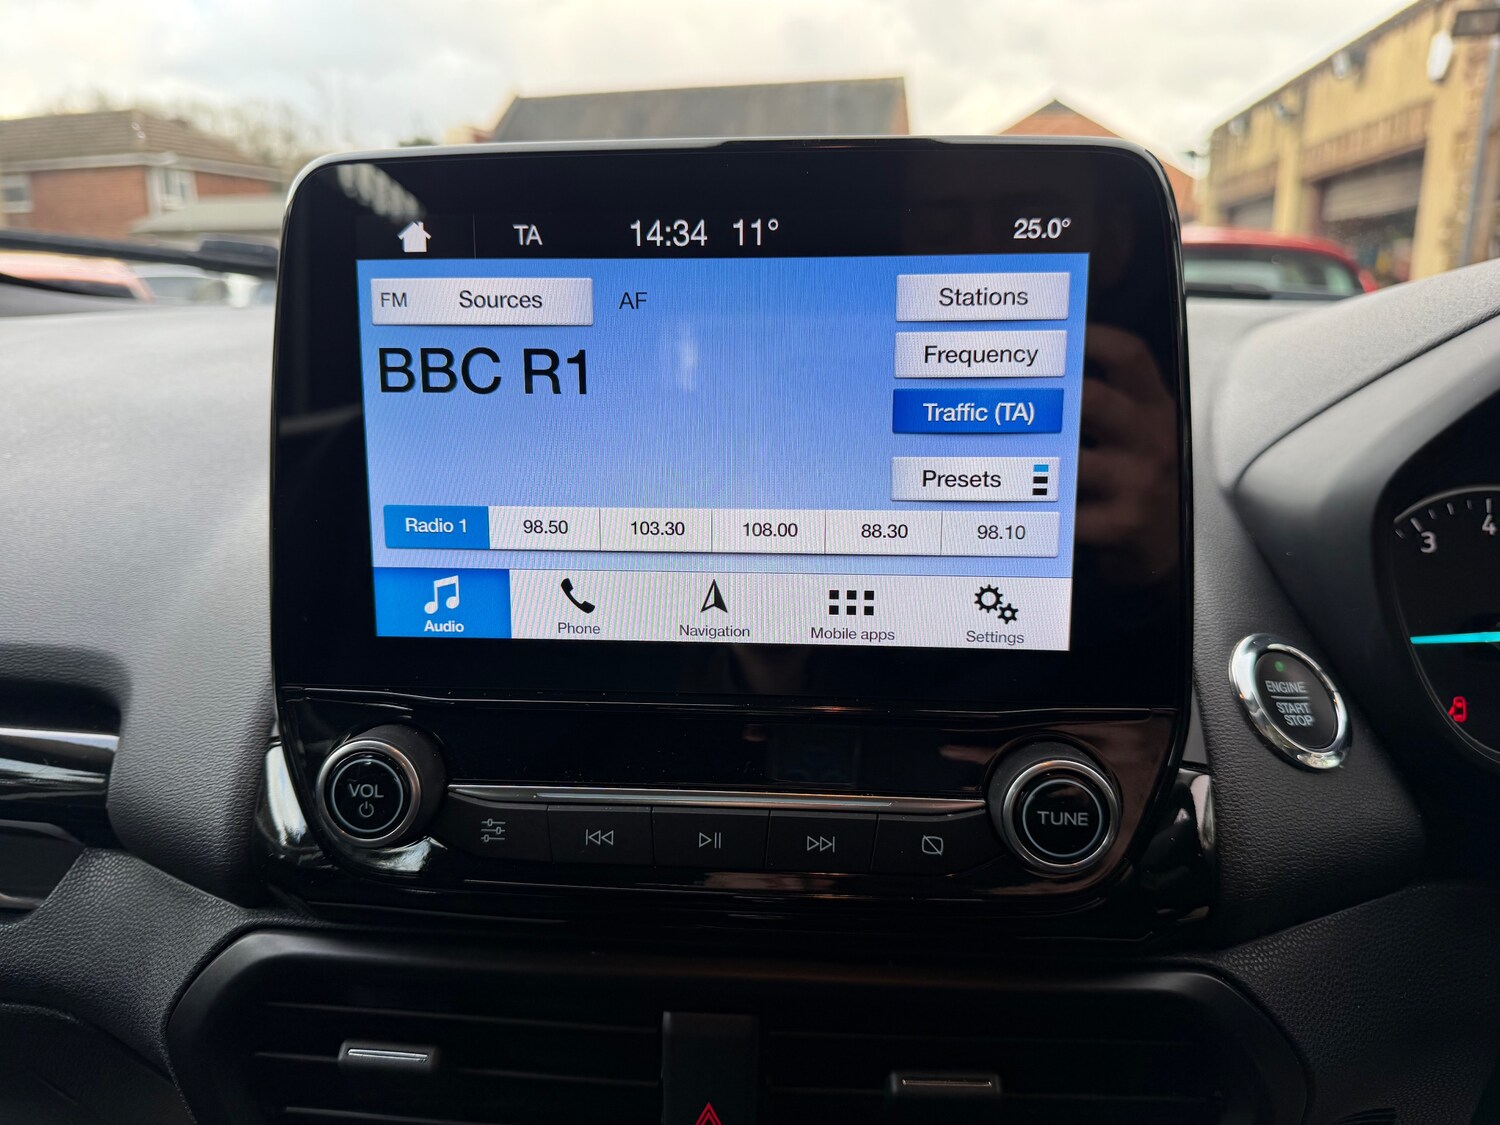 TA 14:34 11° 25.0°
FM Sources AF Stations
BBC R1
Frequency
Traffic (TA)
Presets
Radio 1 98.50 103.30 108.00 88.30 98.10
Audio Phone Navigation Mobile apps Settings
3 4
ENGINE
START
STOP
VOL
TUNE